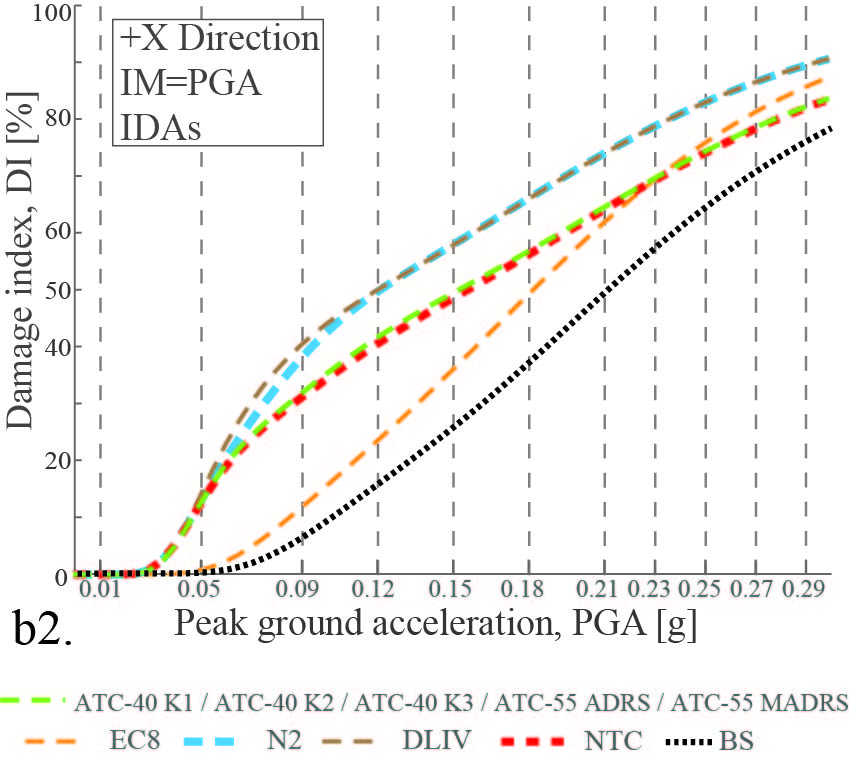 100
80
60
50
40
20
0
Damage index, DI [%]
+X Direction
IM=PGA
IDAs
0.01 0.05 0.09 0.12 0.15 0.18 0.21 0.23 0.25 0.27 0.29
b2. Peak ground acceleration, PGA [g]
ATC-40 K1 / ATC-40 K2 / ATC-40 K3 / ATC-55 ADRS / ATC-55 MADRS
EC8 N2 DLIV NTC BS